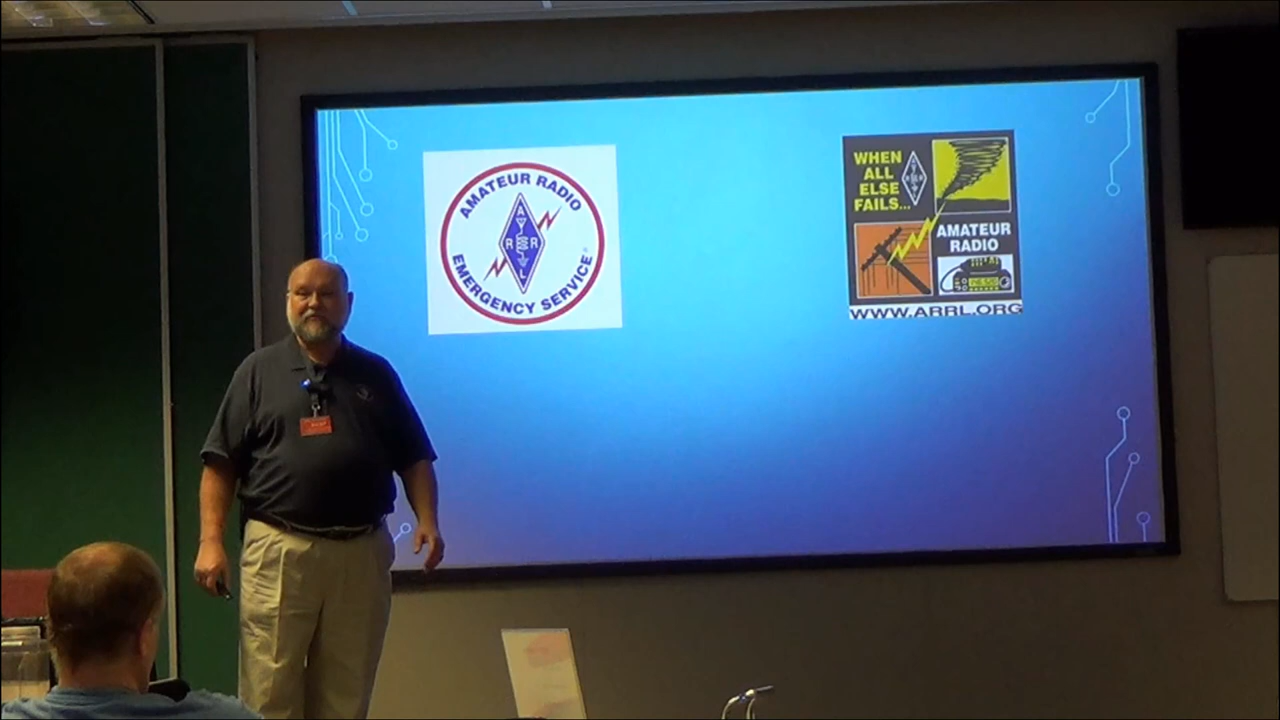 AMATEUR RADIO
A
R R
L
EMERGENCY SERVICE
WHEN
ALL
ELSE
FAILS...
AMATEUR
RADIO
WWW.ARRL.ORG